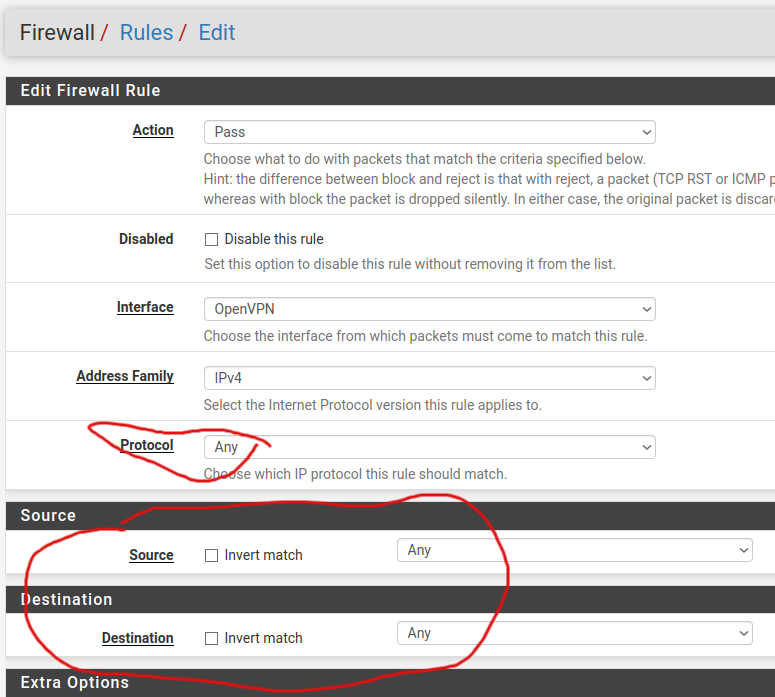 Firewall / Rules / Edit
Edit Firewall Rule
Action
Pass
Choose what to do with packets that match the criteria specified below.
Hint: the difference between block and reject is that with reject, a packet (TCP RST or ICMP p
whereas with block the packet is dropped silently. In either case, the original packet is discar
Disabled
Disable this rule
Set this option to disable this rule without removing it from the list.
Interface
OpenVPN
Choose the interface from which packets must come to match this rule.
Address Family
IPv4
Select the Internet Protocol version this rule applies to.
Protocol
Any
Choose which IP protocol this rule should match.
Source
Source
Invert match
Any
Destination
Destination
Invert match
Any
Extra Options